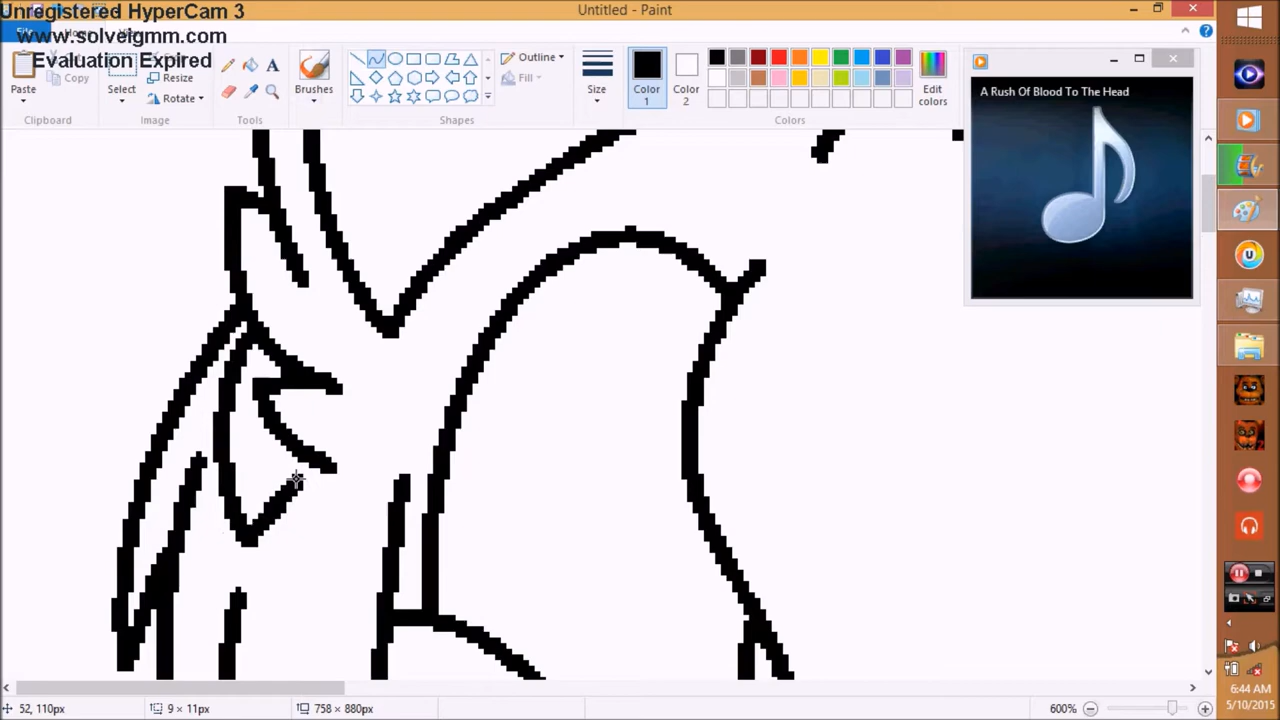 Unregistered HyperCam 3
www.solveigmm.com
Evaluation Expired
Untitled - Paint
File
Paste
Copy
Clipboard
Select
Resize
Rotate
Image
Tools
Brushes
Shapes
Outline
Fill
Size
Color 1
Color 2
Edit colors
Colors
A Rush Of Blood To The Head
52, 110px
9 × 11px
758 × 880px
600%
6:44 AM
5/10/2015